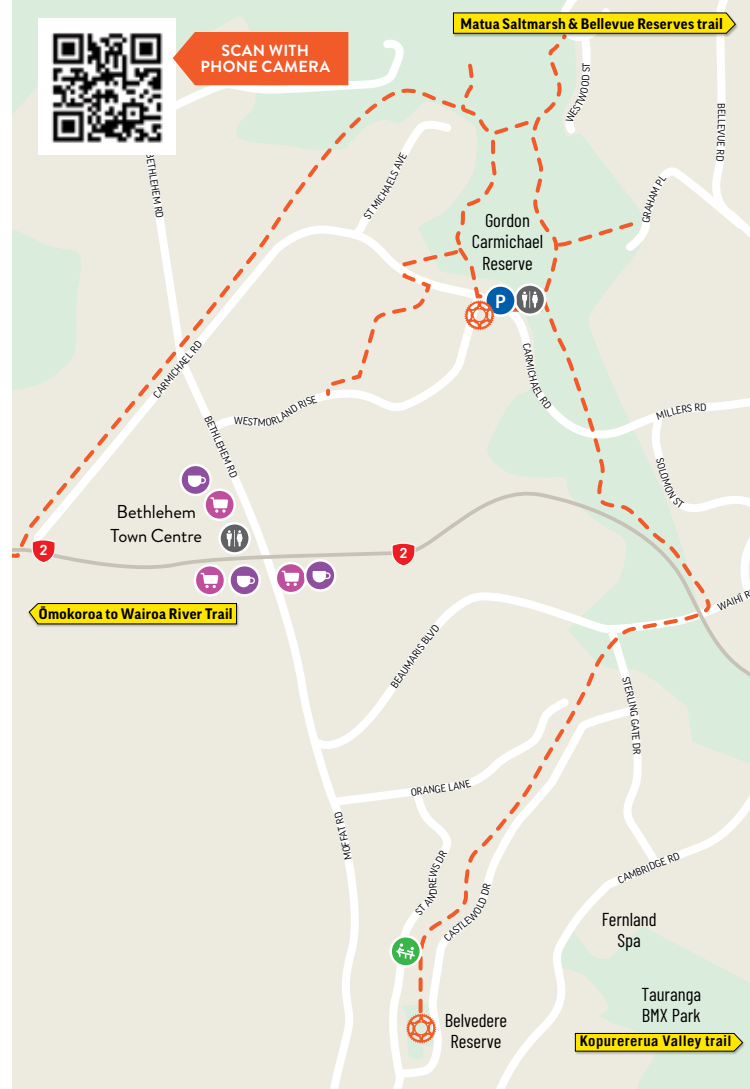 Matua Saltmarsh & Bellevue Reserves trail
SCAN WITH
PHONE CAMERA
WESTWOOD ST
BELLEVUE RD
BETHLEHEM RD
ST MICHAELS AVE
GRAHAM PL
Gordon
Carmichael
Reserve
P
CARMICHAEL RD
CARMICHAEL RD
WESTMORLAND RISE
MILLERS RD
BETHLEHEM RD
SOLOMON ST
Bethlehem
Town Centre
2
2
Ōmokoroa to Wairoa River Trail
WAIHĪ R
BEAUMARIS BLVD
STERLING GATE DR
ORANGE LANE
MOFFAT RD
ST ANDREWS DR
CASTLEWOLD DR
CAMBRIDGE RD
Fernland
Spa
Tauranga
BMX Park
Belvedere
Reserve
Kopurererua Valley trail